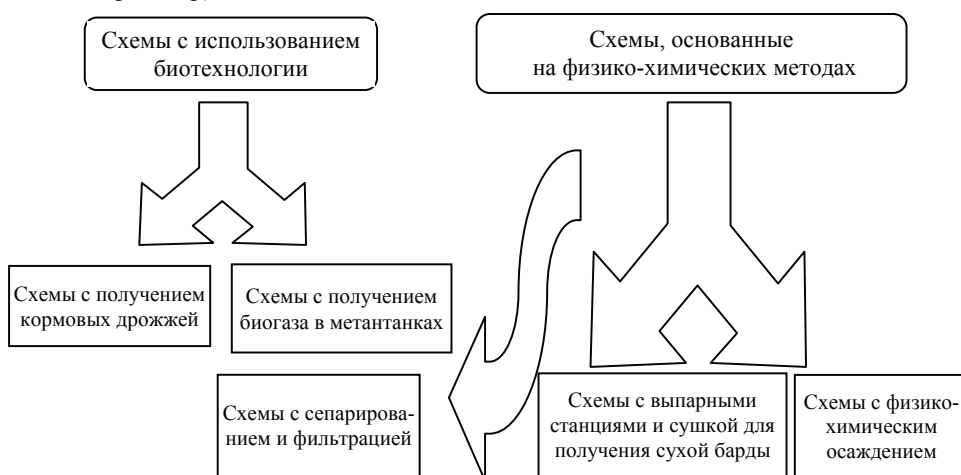 Схемы с использованием
биотехнологии
Схемы, основанные
на физико-химических методах
Схемы с получением
кормовых дрожжей
Схемы с получением
биогаза в метантанках
Схемы с сепарирова-
нием и фильтрацией
Схемы с выпарными
станциями и сушкой для
получения сухой барды
Схемы с физико-
химическим
осаждением